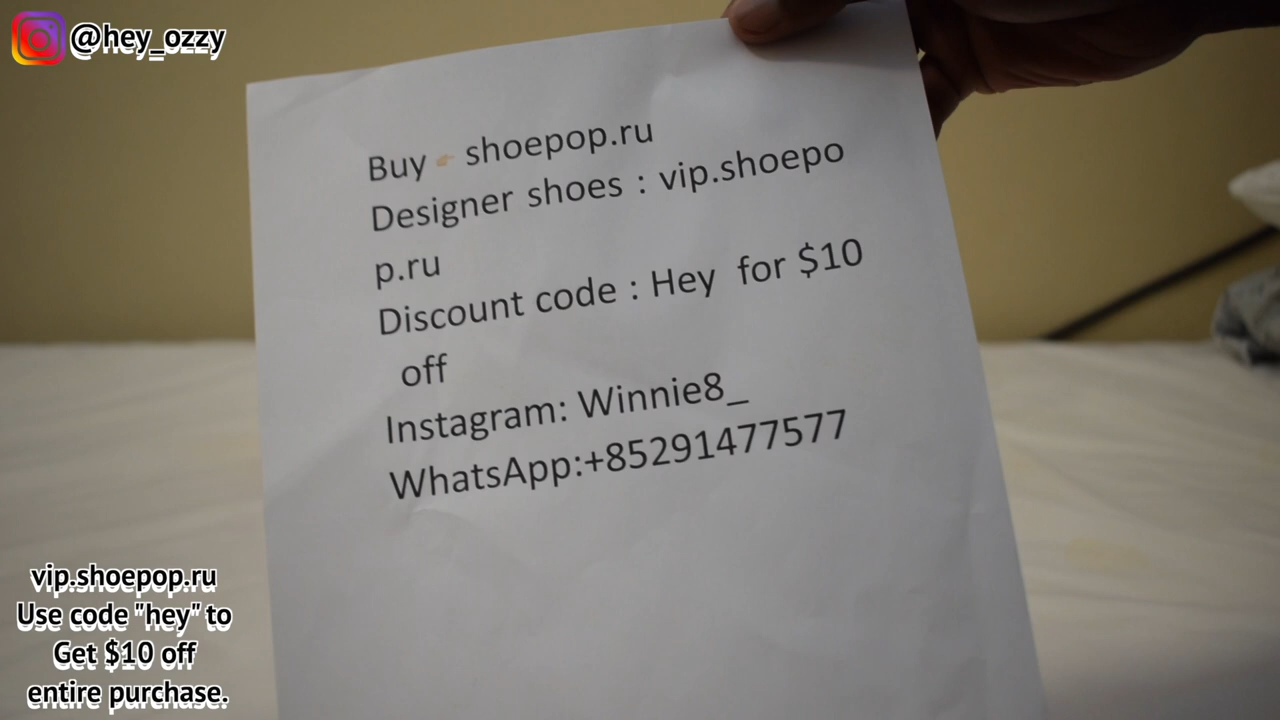 @hey_ozzy
Buy shoepop.ru
Designer shoes : vip.shoepo
p.ru
Discount code : Hey for $10
off
Instagram: Winnie8_
WhatsApp:+85291477577
vip.shoepop.ru
Use code "hey" to
Get $10 off
entire purchase.